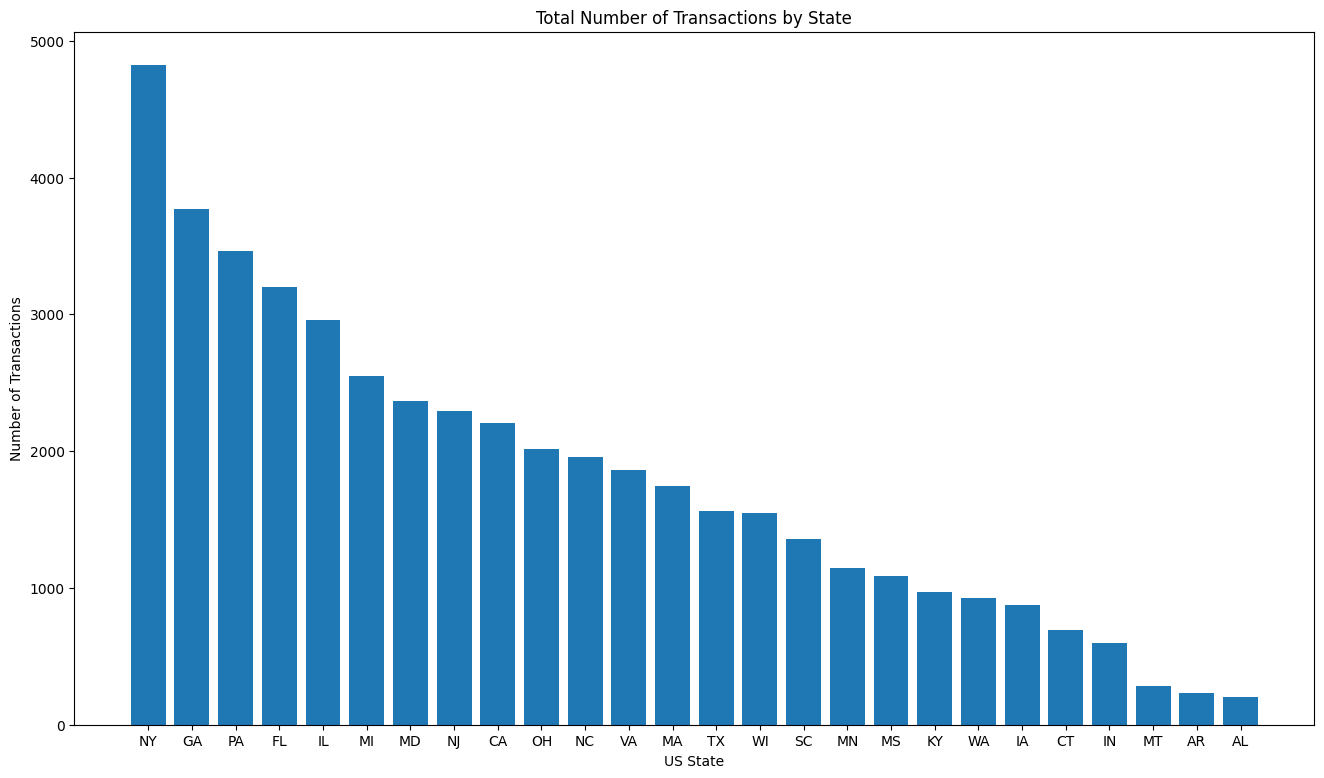 Total Number of Transactions by State
Number of Transactions
5000
4000
3000
2000
1000
0
NY GA PA FL IL MI MD NJ CA OH NC VA MA TX WI SC MN MS KY WA IA CT IN MT AR AL
US State